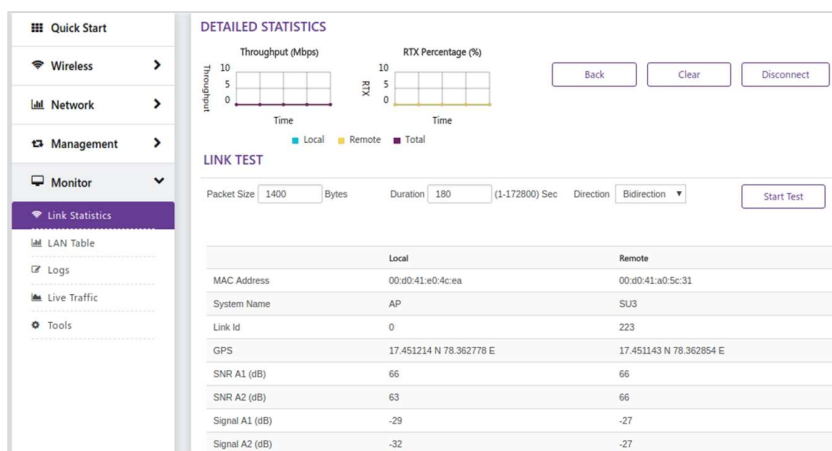 Quick Start
Wireless
Network
Management
Monitor
Link Statistics
LAN Table
Logs
Live Traffic
Tools
DETAILED STATISTICS
Throughput (Mbps)
Throughput
10
5
0
Time
RTX Percentage (%)
RTX
10
5
0
Time
Local Remote Total
Back Clear Disconnect
LINK TEST
Packet Size 1400 Bytes Duration 180 (1-172800) Sec Direction Bidirection Start Test
Local Remote
MAC Address 00:d0:41:e0:4c:ea 00:d0:41:a0:5c:31
System Name AP SU3
Link Id 0 223
GPS 17.451214 N 78.362778 E 17.451143 N 78.362854 E
SNR A1 (dB) 66 66
SNR A2 (dB) 63 66
Signal A1 (dB) -29 -27
Signal A2 (dB) -32 -27